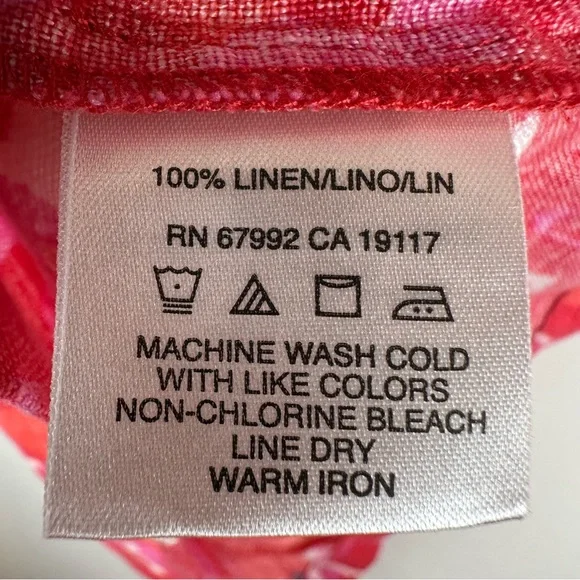 100% LINEN/LINO/LIN
RN 67992 CA 19117
MACHINE WASH COLD
WITH LIKE COLORS
NON-CHLORINE BLEACH
LINE DRY
WARM IRON